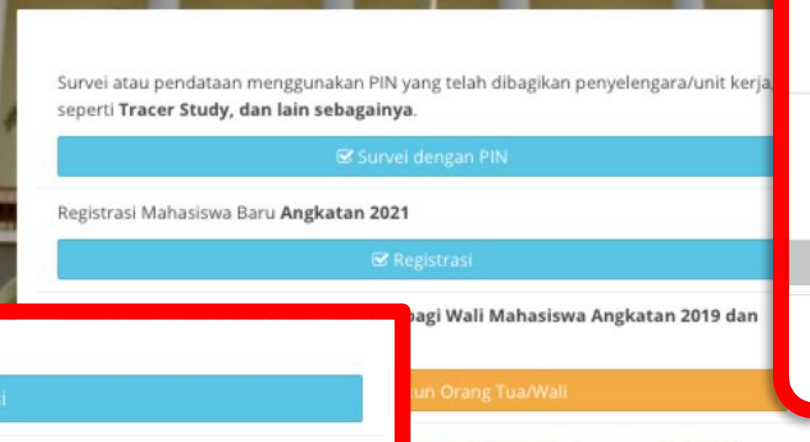 Survei atau pendataan menggunakan PIN yang telah dibagikan penyelengara/unit kerja,
seperti Tracer Study, dan lain sebagainya.
Survei dengan PIN
Registrasi Mahasiswa Baru Angkatan 2021
Registrasi
bagi Wali Mahasiswa Angkatan 2019 dan
Orang Tua/Wali